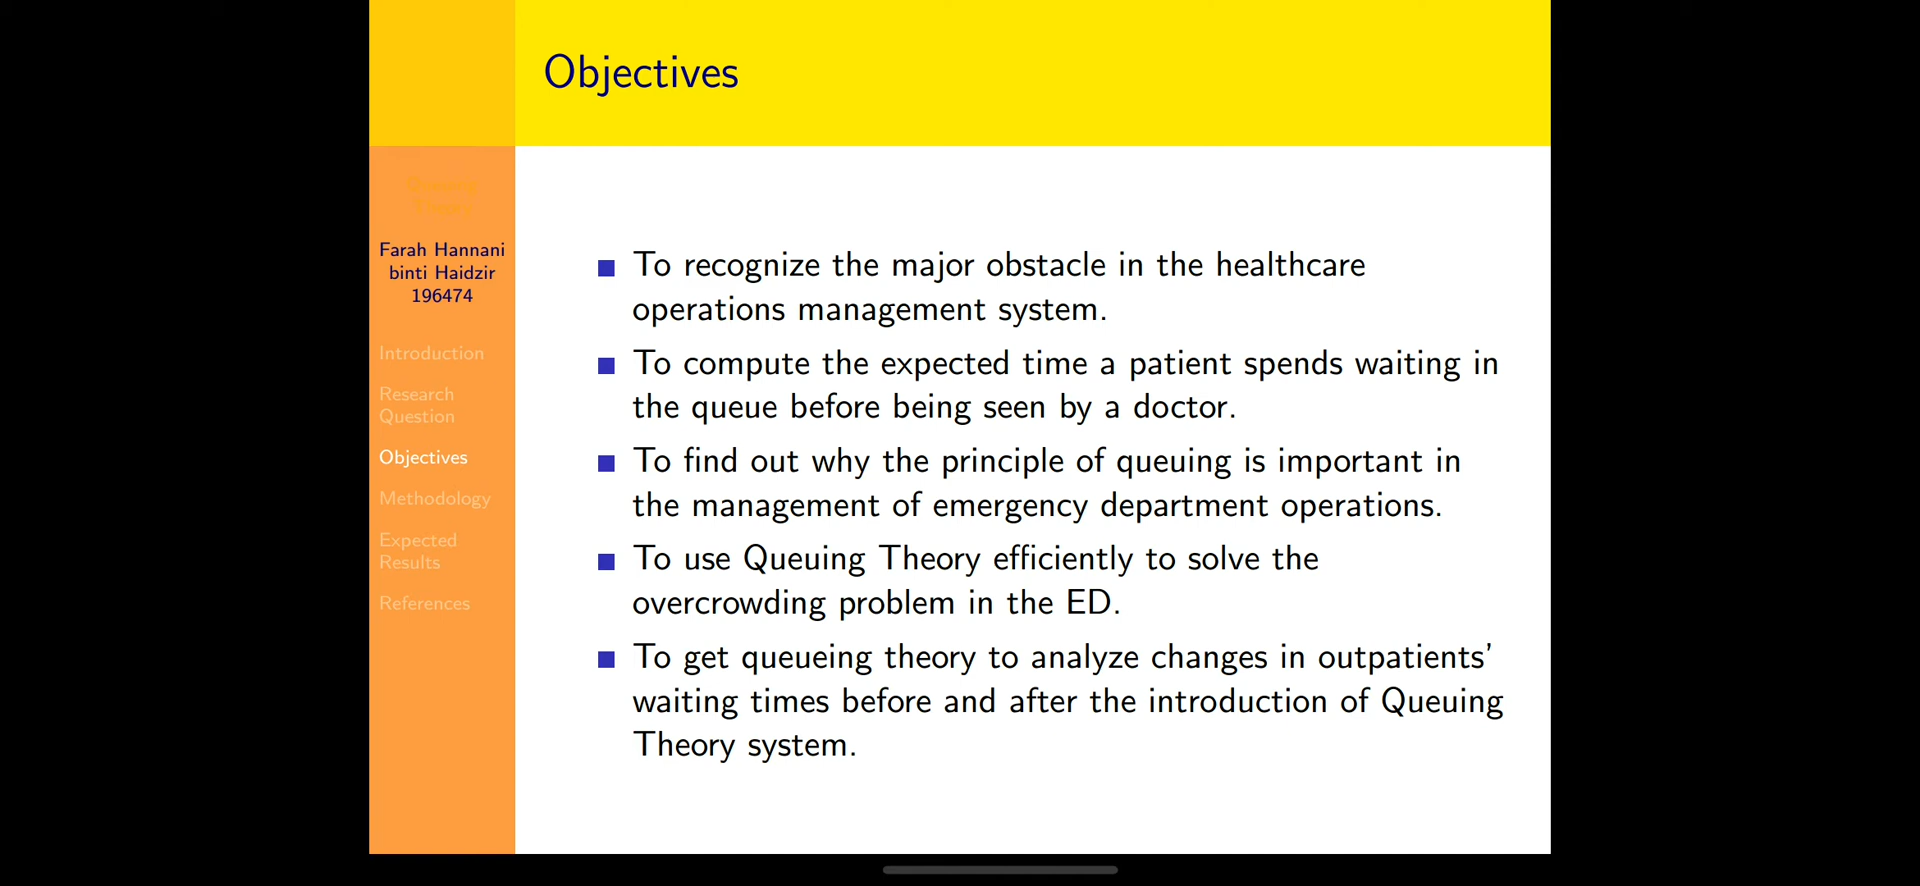 Objectives
Queuing
Theory
Farah Hannani
binti Haidzir
196474
Introduction
Research
Question
Objectives
Methodology
Expected
Results
References
To recognize the major obstacle in the healthcare
operations management system.
To compute the expected time a patient spends waiting in
the queue before being seen by a doctor.
To find out why the principle of queuing is important in
the management of emergency department operations.
To use Queuing Theory efficiently to solve the
overcrowding problem in the ED.
To get queueing theory to analyze changes in outpatients'
waiting times before and after the introduction of Queuing
Theory system.